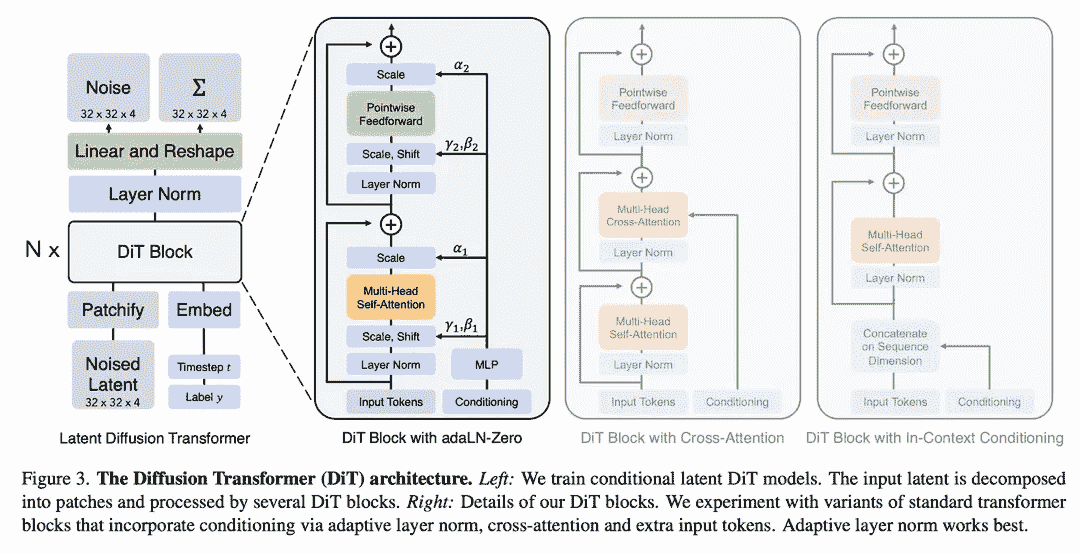 Noise
32 x 32 x 4
Σ
32 x 32 x 4
Linear and Reshape
Layer Norm
N x
DiT Block
Patchify
Embed
Noised
Latent
32 x 32 x 4
Timestep t
Label y
Latent Diffusion Transformer
+
Scale
α₂
Pointwise
Feedforward
Scale, Shift
γ₂,β₂
Layer Norm
+
Scale
α₁
Multi-Head
Self-Attention
Scale, Shift
γ₁,β₁
Layer Norm
MLP
Input Tokens
Conditioning
DiT Block with adaLN-Zero
+
Pointwise
Feedforward
Layer Norm
+
Multi-Head
Cross-Attention
Layer Norm
+
Multi-Head
Self-Attention
Layer Norm
Input Tokens
Conditioning
DiT Block with Cross-Attention
+
Pointwise
Feedforward
Layer Norm
+
Multi-Head
Self-Attention
Layer Norm
Concatenate
on Sequence
Dimension
Input Tokens
Conditioning
DiT Block with In-Context Conditioning
Figure 3. The Diffusion Transformer (DiT) architecture. Left: We train conditional latent DiT models. The input latent is decomposed
into patches and processed by several DiT blocks. Right: Details of our DiT blocks. We experiment with variants of standard transformer
blocks that incorporate conditioning via adaptive layer norm, cross-attention and extra input tokens. Adaptive layer norm works best.